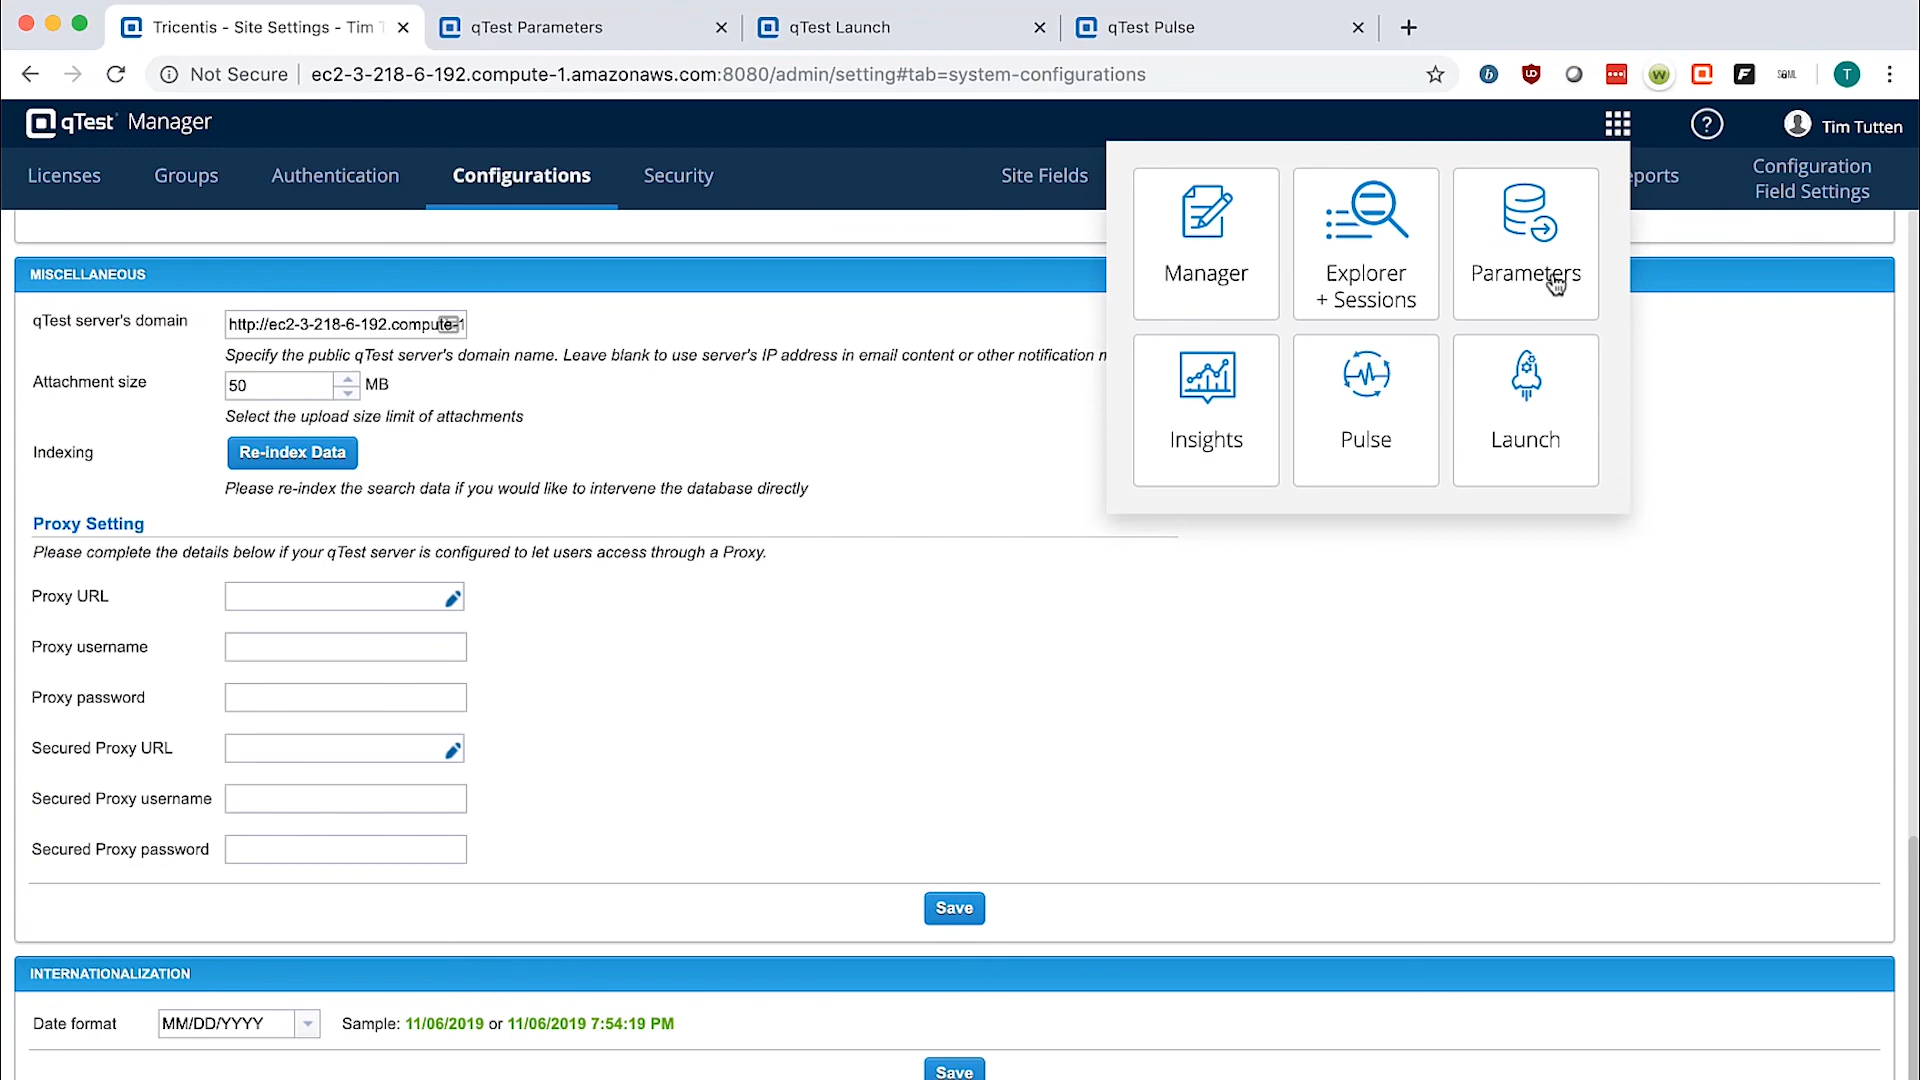 Tricentis - Site Settings - Tim
qTest Parameters
qTest Launch
qTest Pulse
Not Secure
ec2-3-218-6-192.compute-1.amazonaws.com:8080/admin/setting#tab=system-configurations
T
qTest Manager
Tim Tutten
Licenses
Groups
Authentication
Configurations
Security
Site Fields
eports
Configuration
Field Settings
Manager
Explorer
+ Sessions
Parameters
Insights
Pulse
Launch
MISCELLANEOUS
qTest server's domain
http://ec2-3-218-6-192.compute-1
Specify the public qTest server's domain name. Leave blank to use server's IP address in email content or other notification
Attachment size
50
MB
Select the upload size limit of attachments
Indexing
Re-index Data
Please re-index the search data if you would like to intervene the database directly
Proxy Setting
Please complete the details below if your qTest server is configured to let users access through a Proxy.
Proxy URL
Proxy username
Proxy password
Secured Proxy URL
Secured Proxy username
Secured Proxy password
Save
INTERNATIONALIZATION
Date format
MM/DD/YYYY
Sample: 11/06/2019 or 11/06/2019 7:54:19 PM
Save